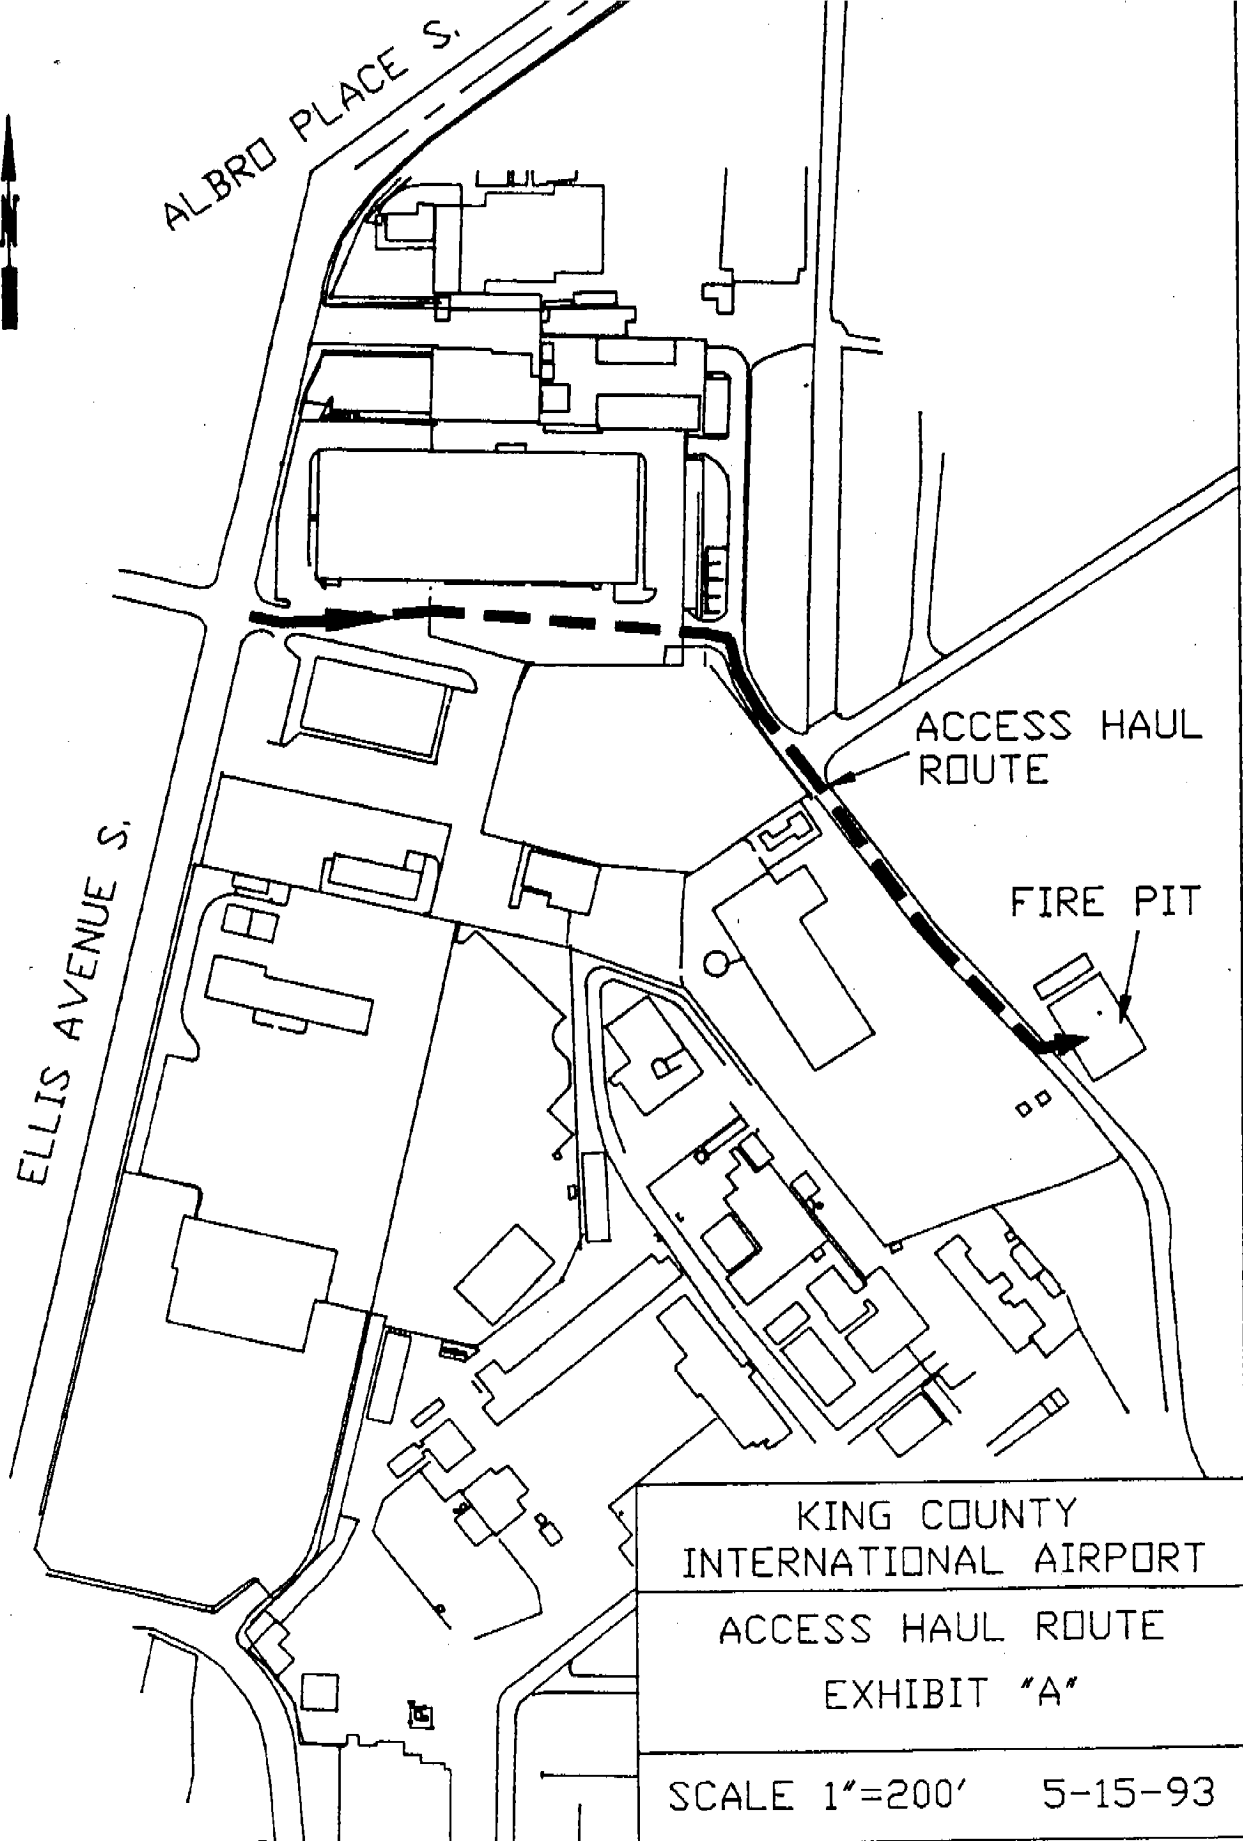 ALBRO PLACE S.
N
ACCESS HAUL
ROUTE
FIRE PIT
ELLIS AVENUE S.
KING COUNTY
INTERNATIONAL AIRPORT
ACCESS HAUL ROUTE
EXHIBIT "A"
SCALE 1"=200' 5-15-93